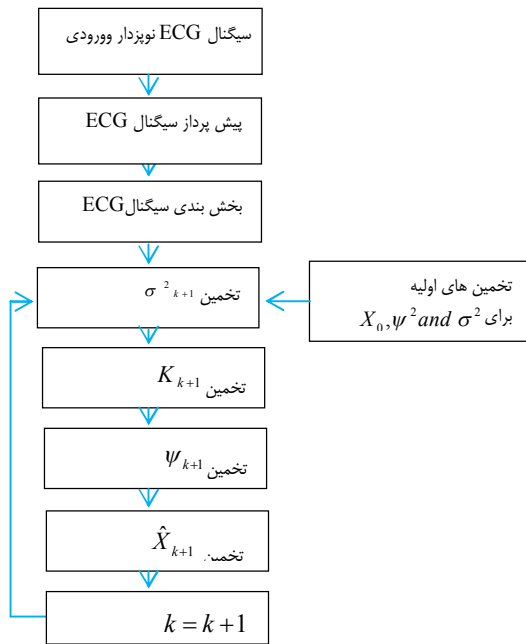 سیگنال ECG نویزدار وورودی
پیش پرداز سیگنال ECG
بخش بندی سیگنالECG
تخمین σ²ₖ₊₁
تخمین های اولیه
برای X₀,ψ² and σ²
تخمین Kₖ₊₁
تخمین ψₖ₊₁
تخمین X̂ₖ₊₁
k = k +1